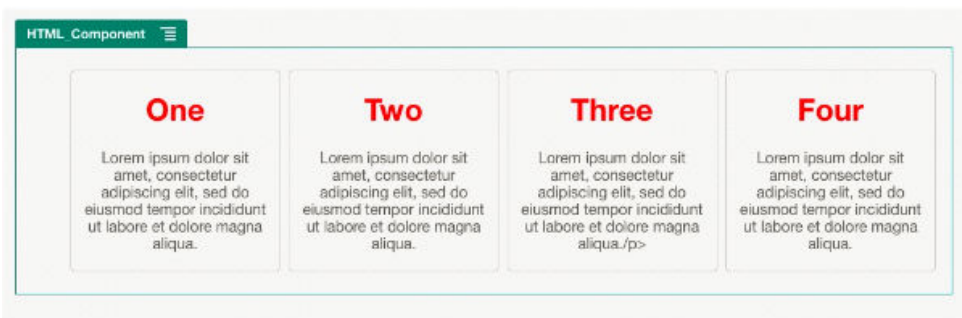 HTML_Component
One
Lorem ipsum dolor sit
amet, consectetur
adipiscing elit, sed do
eiusmod tempor incididunt
ut labore et dolore magna
aliqua.
Two
Lorem ipsum dolor sit
amet, consectetur
adipiscing elit, sed do
eiusmod tempor incididunt
ut labore et dolore magna
aliqua.
Three
Lorem ipsum dolor sit
amet, consectetur
adipiscing elit, sed do
eiusmod tempor incididunt
ut labore et dolore magna
aliqua./p>
Four
Lorem ipsum dolor sit
amet, consectetur
adipiscing elit, sed do
eiusmod tempor incididunt
ut labore et dolore magna
aliqua.